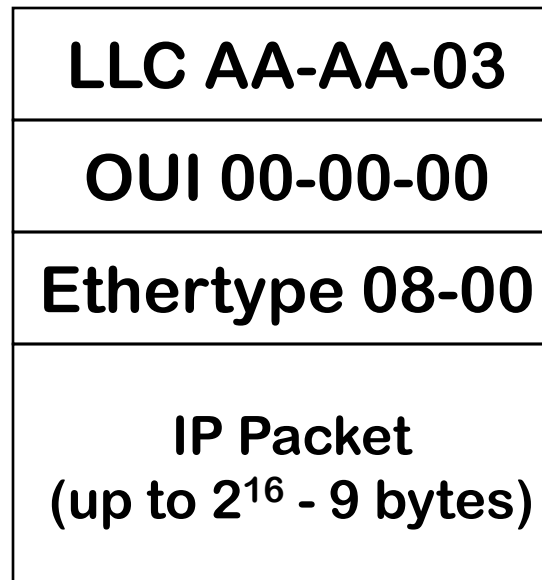 LLC AA-AA-03
OUI 00-00-00
Ethertype 08-00
IP Packet
(up to 2¹⁶ - 9 bytes)